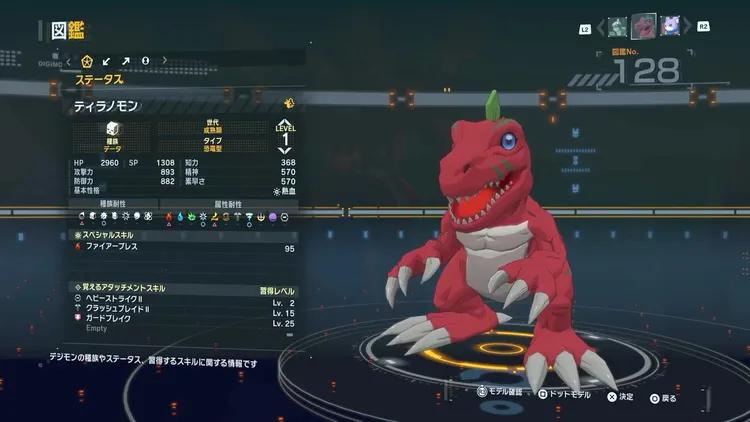 図鑑
L2
R2
図鑑No.
128
ステータス
ティラノモン
種族
データ
世代
成熟期
タイプ
恐竜型
LEVEL
1
HP 2960 SP 1308 知力 368
攻撃力 893 精神 570
防御力 882 素早さ 570
基本性格 熱血
種族耐性 属性耐性
スペシャルスキル
ファイアーブレス 95
覚えるアタッチメントスキル 習得レベル
ヘビーストライクⅡ Lv. 2
クラッシュブレイドⅡ Lv. 15
ガードブレイク Lv. 25
Empty
デジモンの種族やステータス、習得するスキルに関する情報です
モデル確認 ドットモデル 決定 戻る